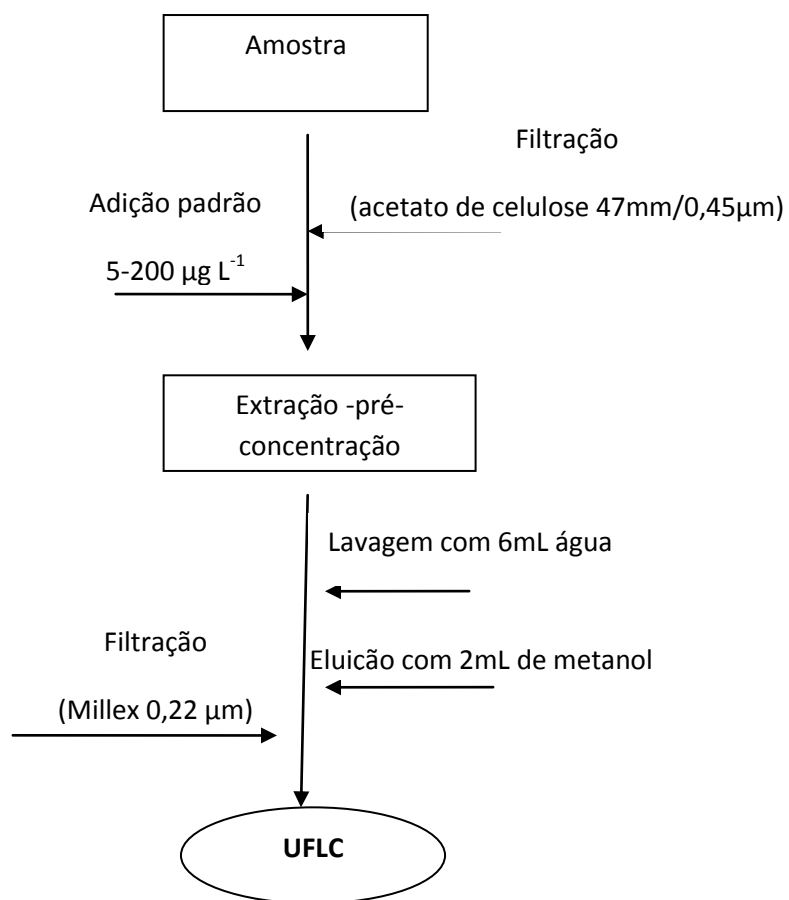 Amostra
Filtração
Adição padrão
(acetato de celulose 47mm/0,45µm)
5-200 µg L⁻¹
Extração -pré-
concentração
Lavagem com 6mL água
Filtração
Eluicão com 2mL de metanol
(Millex 0,22 µm)
UFLC